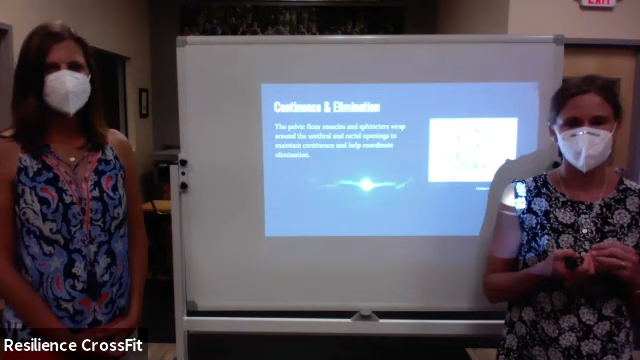 EXIT
Continence & Elimination
The pelvic floor muscles and sphincters wrap
around the urethral and rectal openings to
maintain continence and help coordinate
elimination.
Resilience CrossFit